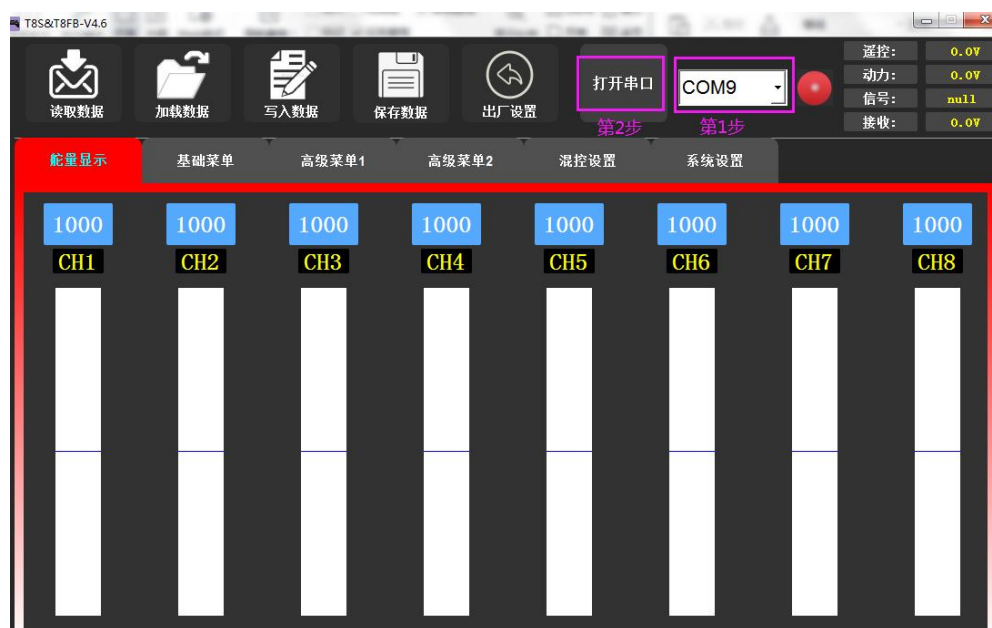 T8S&T8FB-V4.6
读取数据
加载数据
写入数据
保存数据
出厂设置
打开串口
COM9
第2步
第1步
遥控: 0.0V
动力: 0.0V
信号: null
接收: 0.0V
舵量显示 基础菜单 高级菜单1 高级菜单2 混控设置 系统设置
1000 1000 1000 1000 1000 1000 1000 1000
CH1 CH2 CH3 CH4 CH5 CH6 CH7 CH8